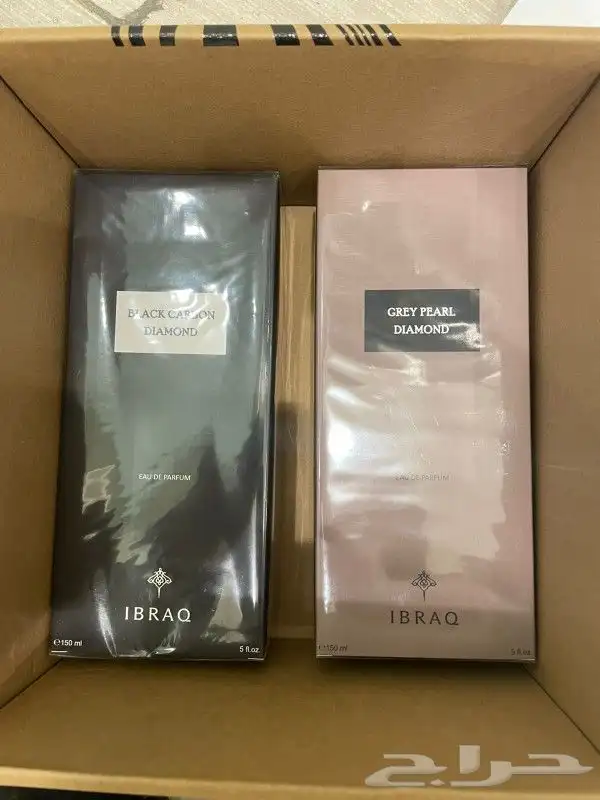 BLACK CARBON
DIAMOND
EAU DE PARFUM
IBRAQ
℮150 ml
5 fl.oz
GREY PEARL
DIAMOND
EAU DE PARFUM
IBRAQ
℮150 ml
5 fl.oz
حراج